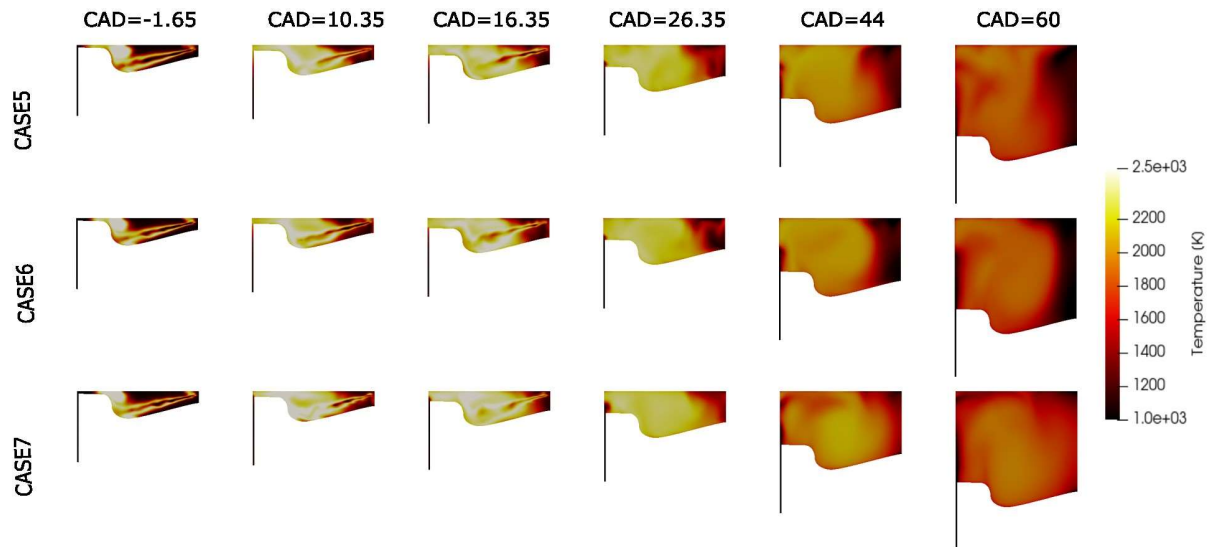 CAD=-1.65 CAD=10.35 CAD=16.35 CAD=26.35 CAD=44 CAD=60
CASE5
CASE6
CASE7
2.5e+03
2200
2000
1800
1600
1400
1200
1.0e+03
Temperature (K)